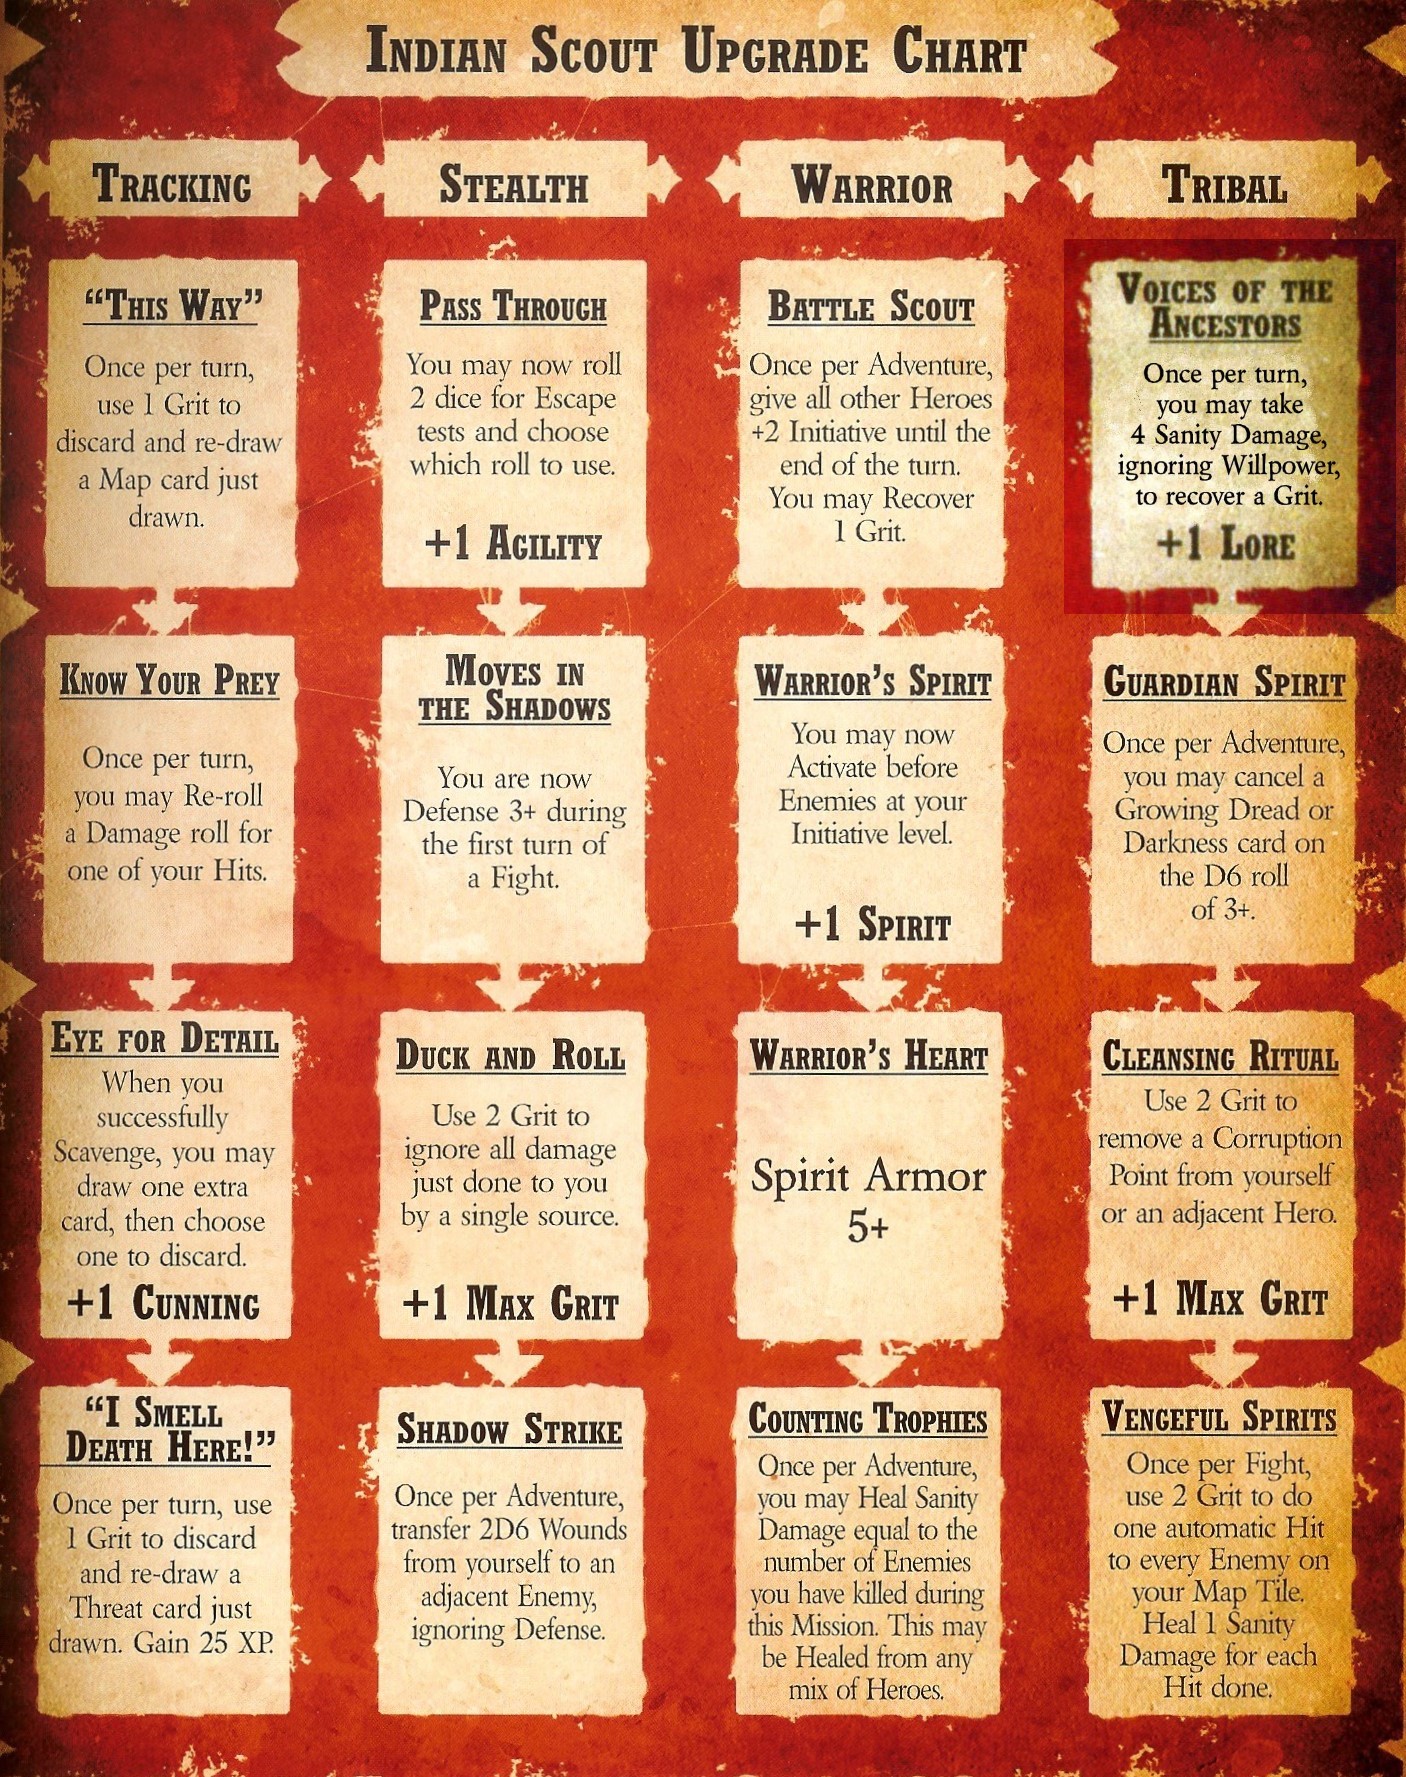 Indian Scout Upgrade Chart
Tracking
"This Way"
Once per turn,
use 1 Grit to
discard and re-draw
a Map card just
drawn.
Know Your Prey
Once per turn,
you may Re-roll
a Damage roll for
one of your Hits.
Eye for Detail
When you
successfully
Scavenge, you may
draw one extra
card, then choose
one to discard.
+1 Cunning
"I Smell
Death Here!"
Once per turn, use
1 Grit to discard
and re-draw a
Threat card just
drawn. Gain 25 XP.
Stealth
Pass Through
You may now roll
2 dice for Escape
tests and choose
which roll to use.
+1 Agility
Moves in
the Shadows
You are now
Defense 3+ during
the first turn of
a Fight.
Duck and Roll
Use 2 Grit to
ignore all damage
just done to you
by a single source.
+1 Max Grit
Shadow Strike
Once per Adventure,
transfer 2D6 Wounds
from yourself to an
adjacent Enemy,
ignoring Defense.
Warrior
Battle Scout
Once per Adventure,
give all other Heroes
+2 Initiative until the
end of the turn.
You may Recover
1 Grit.
Warrior's Spirit
You may now
Activate before
Enemies at your
Initiative level.
+1 Spirit
Warrior's Heart
Spirit Armor
5+
Counting Trophies
Once per Adventure,
you may Heal Sanity
Damage equal to the
number of Enemies
you have killed during
this Mission. This may
be Healed from any
mix of Heroes.
Tribal
Voices of the
Ancestors
Once per turn,
you may take
4 Sanity Damage,
ignoring Willpower,
to recover a Grit.
+1 Lore
Guardian Spirit
Once per Adventure,
you may cancel a
Growing Dread or
Darkness card on
the D6 roll
of 3+.
Cleansing Ritual
Use 2 Grit to
remove a Corruption
Point from yourself
or an adjacent Hero.
+1 Max Grit
Vengeful Spirits
Once per Fight,
use 2 Grit to do
one automatic Hit
to every Enemy on
your Map Tile.
Heal 1 Sanity
Damage for each
Hit done.